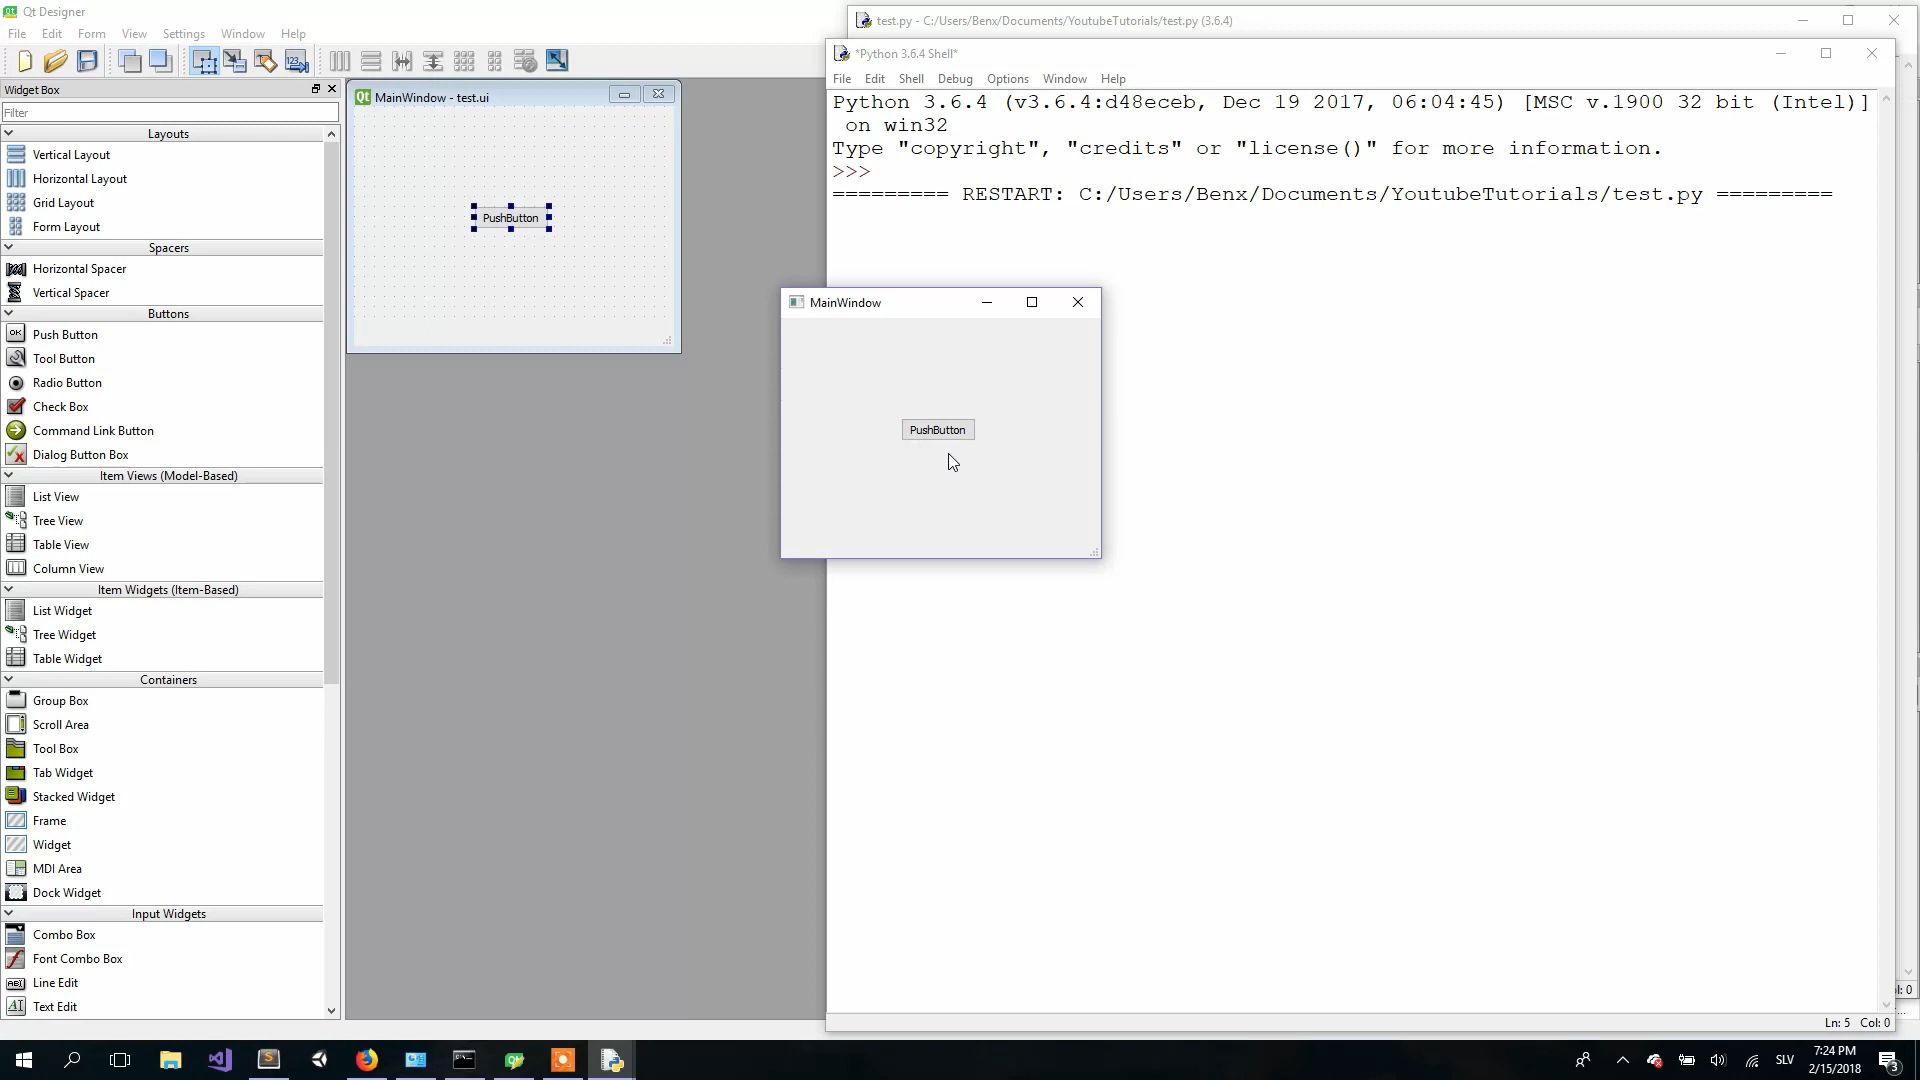 Qt Designer
File Edit Form View Settings Window Help
Widget Box
Filter
Layouts
Vertical Layout
Horizontal Layout
Grid Layout
Form Layout
Spacers
Horizontal Spacer
Vertical Spacer
Buttons
OK Push Button
Tool Button
Radio Button
Check Box
Command Link Button
Dialog Button Box
Item Views (Model-Based)
List View
Tree View
Table View
Column View
Item Widgets (Item-Based)
List Widget
Tree Widget
Table Widget
Containers
Group Box
Scroll Area
Tool Box
Tab Widget
Stacked Widget
Frame
Widget
MDI Area
Dock Widget
Input Widgets
Combo Box
Font Combo Box
Line Edit
Text Edit
Qt MainWindow - test.ui
PushButton
test.py - C:/Users/Benx/Documents/YoutubeTutorials/test.py (3.6.4)
*Python 3.6.4 Shell*
File Edit Shell Debug Options Window Help
Python 3.6.4 (v3.6.4:d48eceb, Dec 19 2017, 06:04:45) [MSC v.1900 32 bit (Intel)]
on win32
Type "copyright", "credits" or "license()" for more information.
>>>
========= RESTART: C:/Users/Benx/Documents/YoutubeTutorials/test.py =========
MainWindow
PushButton
Ln: 5 Col: 0
SLV
7:24 PM
2/15/2018
3